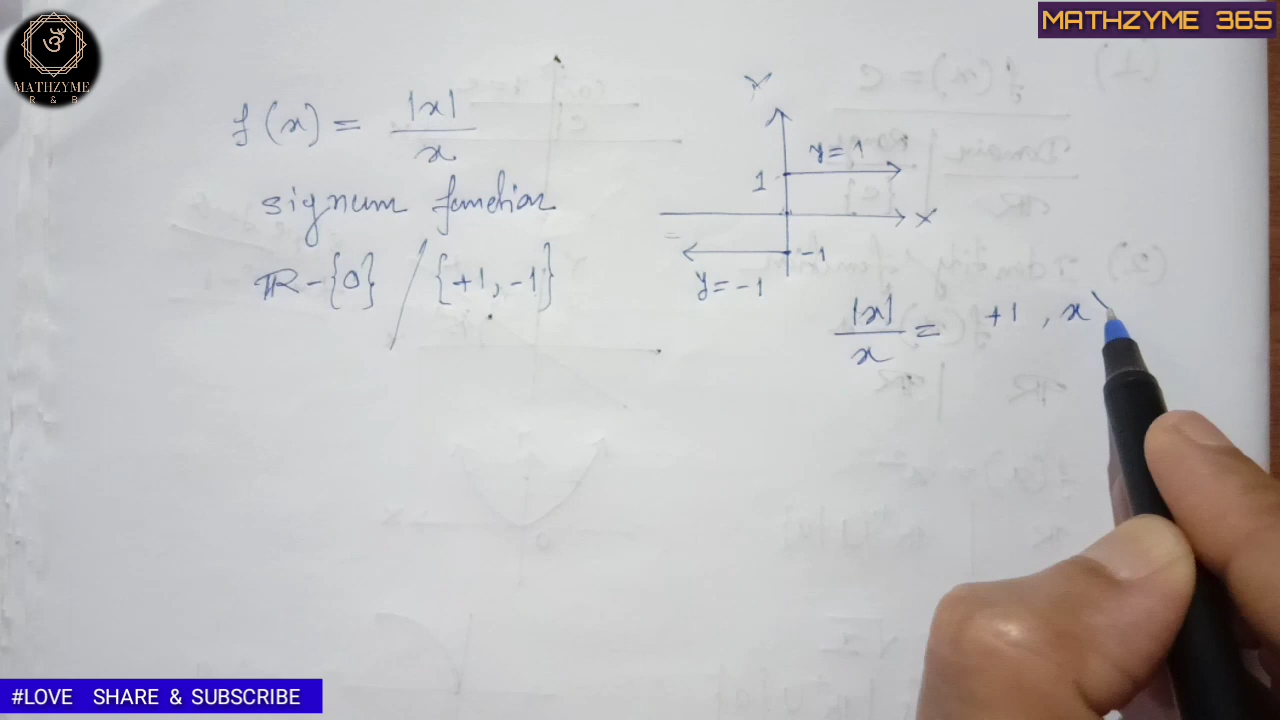 MATHZYME 365
ॐ
MATHZYME
R & B
f(x) = |x| / x
signum function
R - {0} / {+1, -1}
Y
y = 1
1
X
-1
y = -1
|x| / x = +1 , x
#LOVE SHARE & SUBSCRIBE